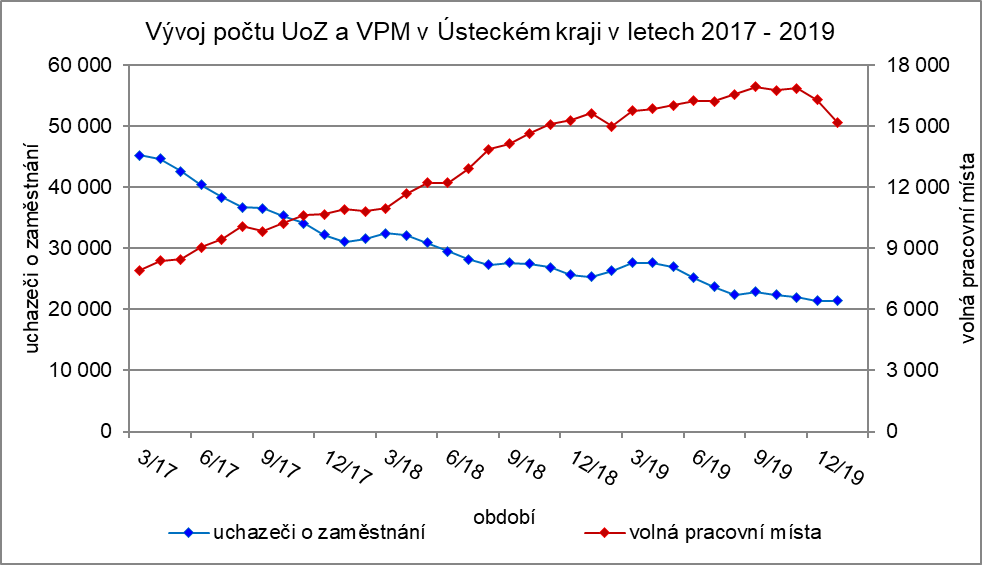 Vývoj počtu UoZ a VPM v Ústeckém kraji v letech 2017 - 2019
60 000
50 000
40 000
30 000
20 000
10 000
0
uchazeči o zaměstnání
18 000
15 000
12 000
9 000
6 000
3 000
0
volná pracovní místa
3/17 6/17 9/17 12/17 3/18 6/18 9/18 12/18 3/19 6/19 9/19 12/19
období
uchazeči o zaměstnání volná pracovní místa